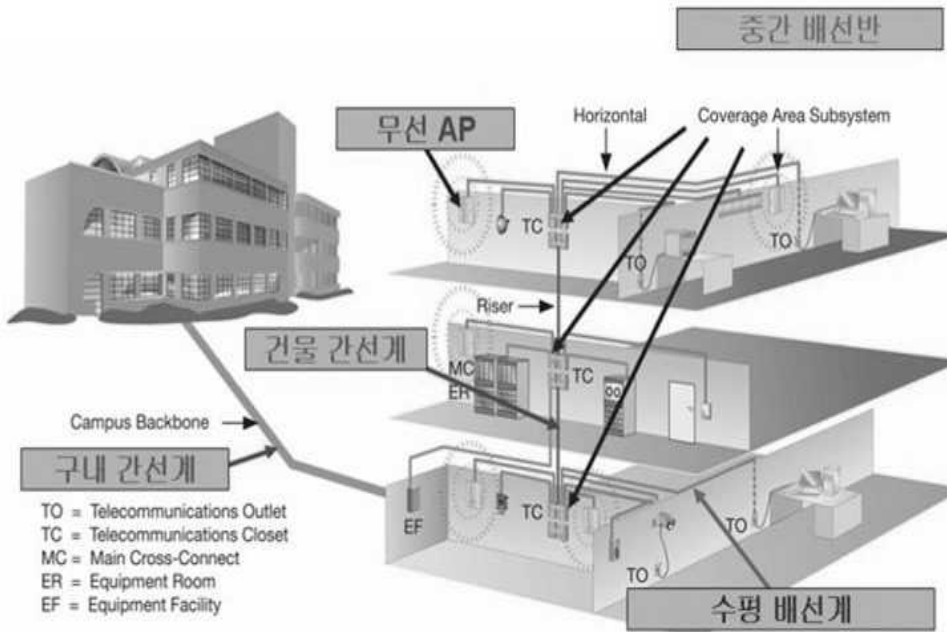 중간 배선반
무선 AP
Horizontal
Coverage Area Subsystem
TC
TO
TO
Riser
건물 간선계
MC
ER
TC
Campus Backbone
구내 간선계
TO = Telecommunications Outlet
TC = Telecommunications Closet
MC = Main Cross-Connect
ER = Equipment Room
EF = Equipment Facility
EF
TC
TO
TO
수평 배선계